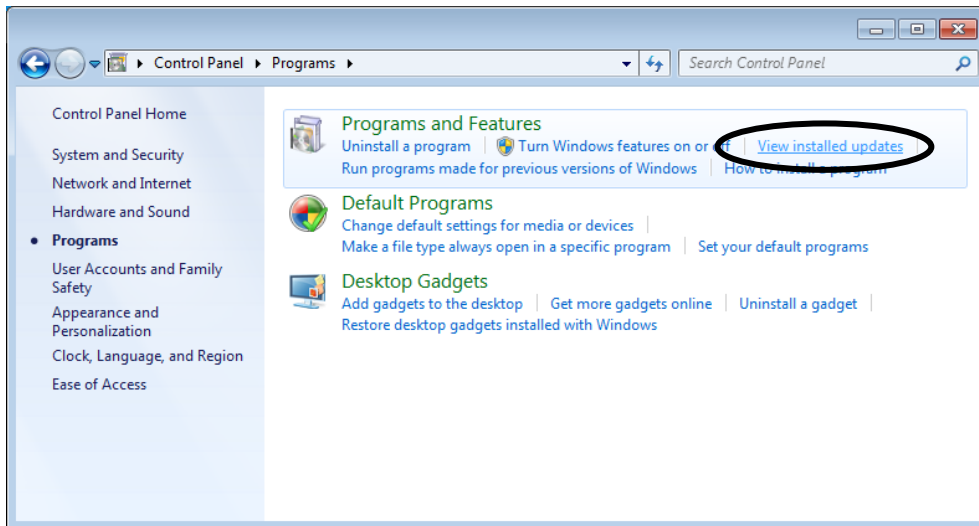 Control Panel Programs
Search Control Panel
Control Panel Home
System and Security
Network and Internet
Hardware and Sound
Programs
User Accounts and Family
Safety
Appearance and
Personalization
Clock, Language, and Region
Ease of Access
Programs and Features
Uninstall a program Turn Windows features on or off View installed updates
Run programs made for previous versions of Windows How to install a program
Default Programs
Change default settings for media or devices
Make a file type always open in a specific program Set your default programs
Desktop Gadgets
Add gadgets to the desktop Get more gadgets online Uninstall a gadget
Restore desktop gadgets installed with Windows